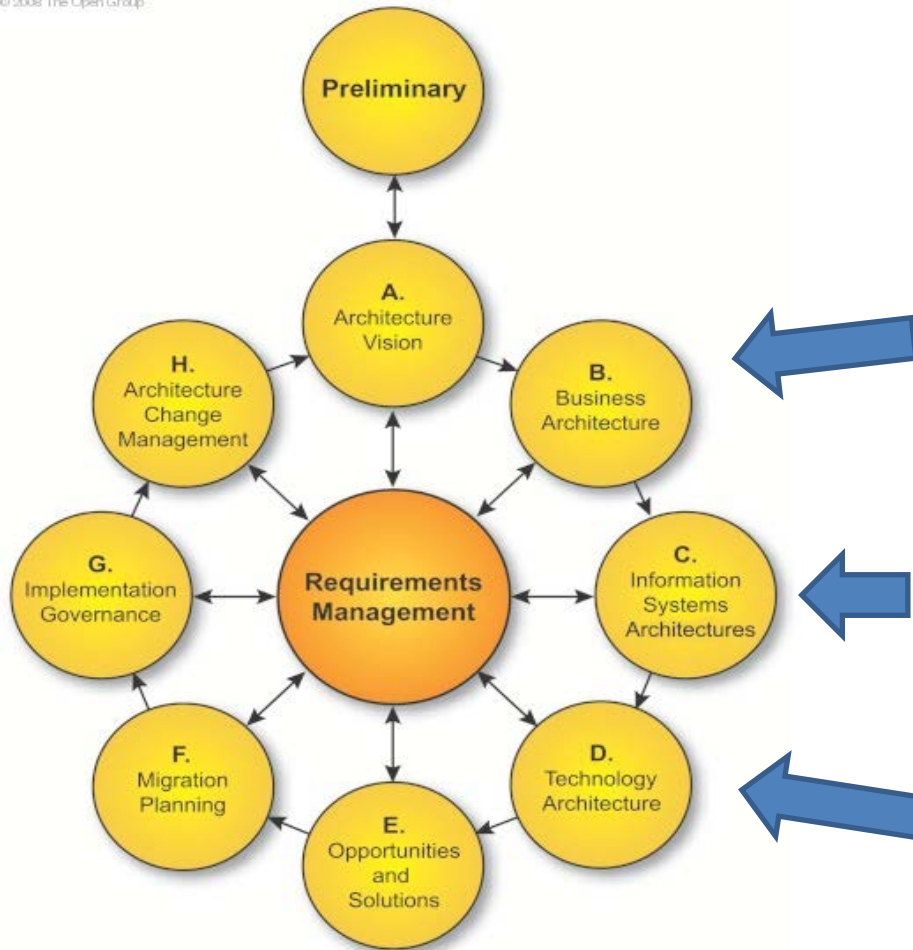 © 2008 The Open Group
Preliminary
A.
Architecture
Vision
B.
Business
Architecture
C.
Information
Systems
Architectures
D.
Technology
Architecture
E.
Opportunities
and
Solutions
F.
Migration
Planning
G.
Implementation
Governance
H.
Architecture
Change
Management
Requirements
Management